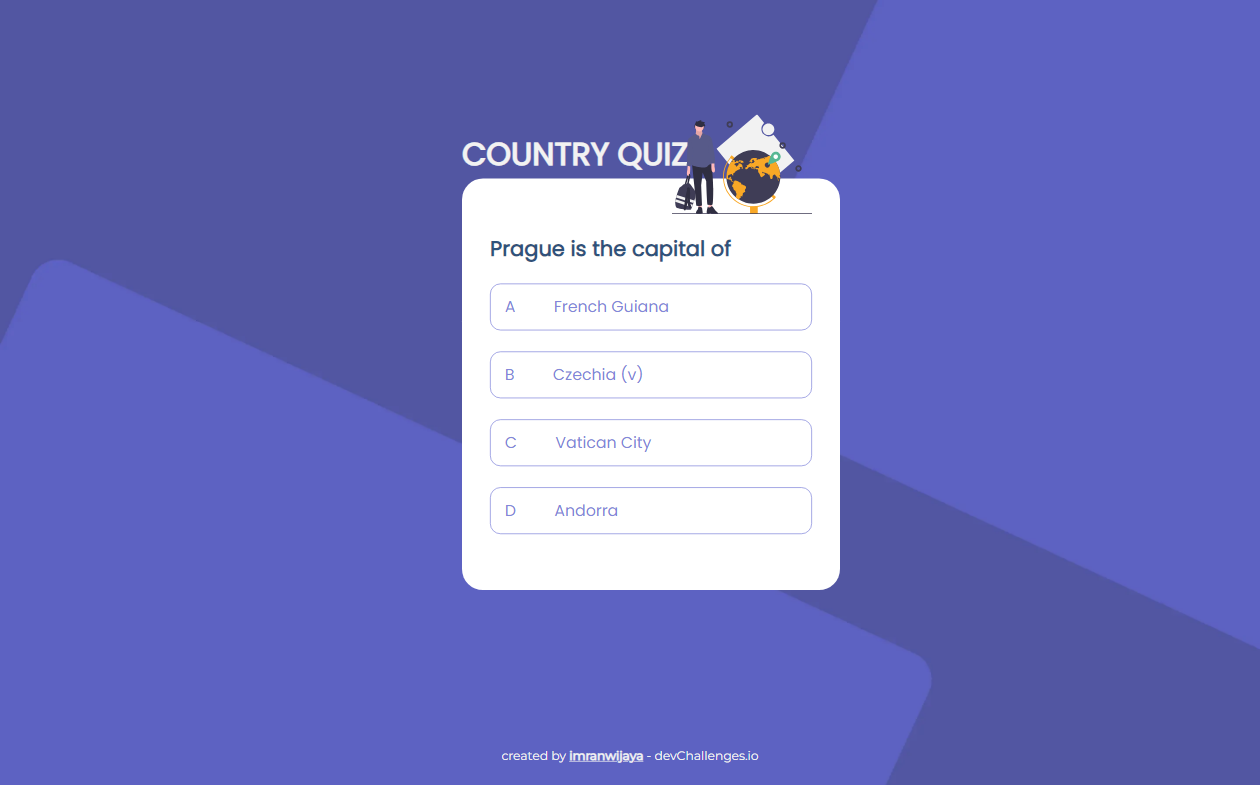 COUNTRY QUIZ
Prague is the capital of
A French Guiana
B Czechia (v)
C Vatican City
D Andorra
created by imranwijaya - devChallenges.io